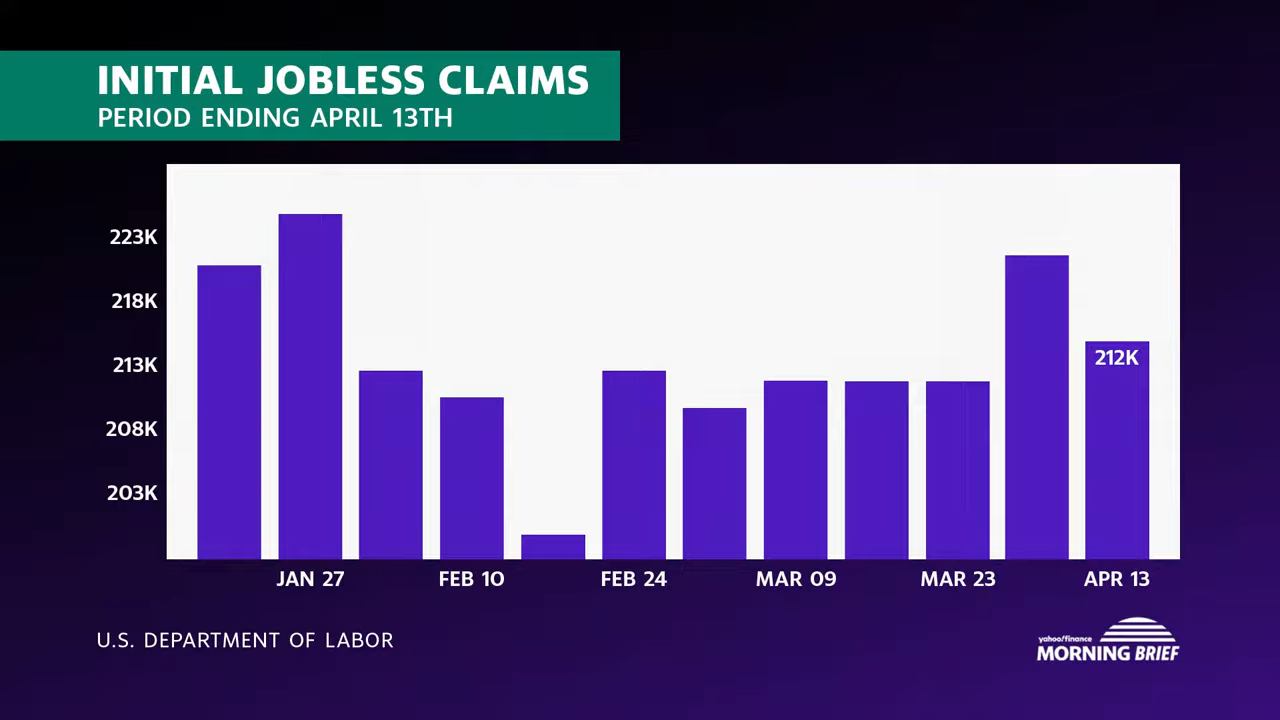 INITIAL JOBLESS CLAIMS
PERIOD ENDING APRIL 13TH
223K
218K
213K
208K
203K
212K
JAN 27 FEB 10 FEB 24 MAR 09 MAR 23 APR 13
U.S. DEPARTMENT OF LABOR
yahoo/finance
MORNING BRIEF